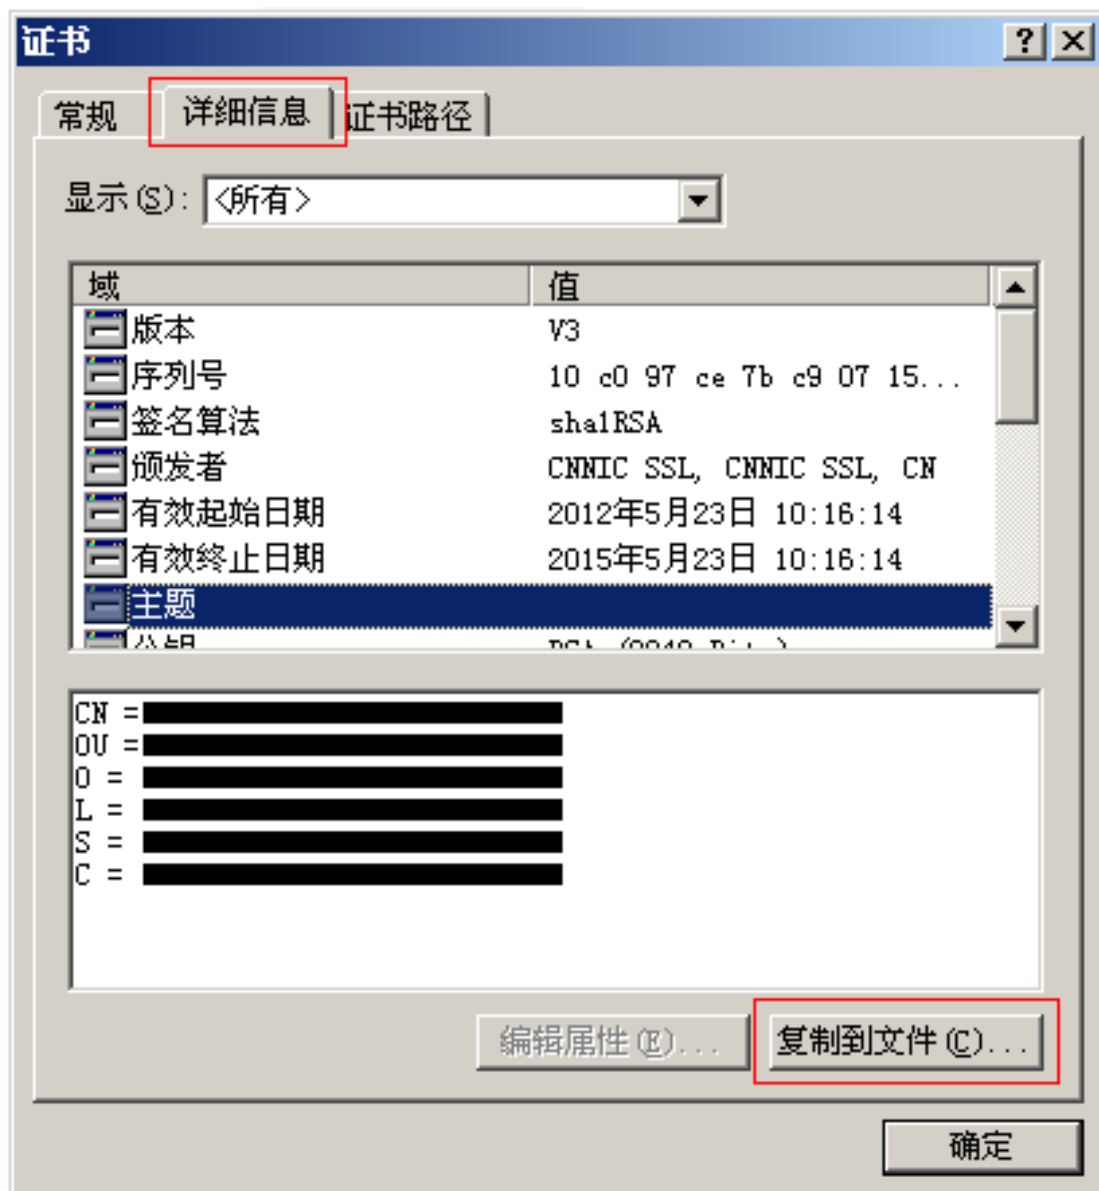 证书
常规 详细信息 证书路径
显示(S): <所有>
域 值
版本 V3
序列号 10 c0 97 ce 7b c9 07 15...
签名算法 sha1RSA
颁发者 CNNIC SSL, CNNIC SSL, CN
有效起始日期 2012年5月23日 10:16:14
有效终止日期 2015年5月23日 10:16:14
主题
公钥 RSA (2048 Bits)
CN =
OU =
O =
L =
S =
C =
编辑属性(E)... 复制到文件(C)...
确定